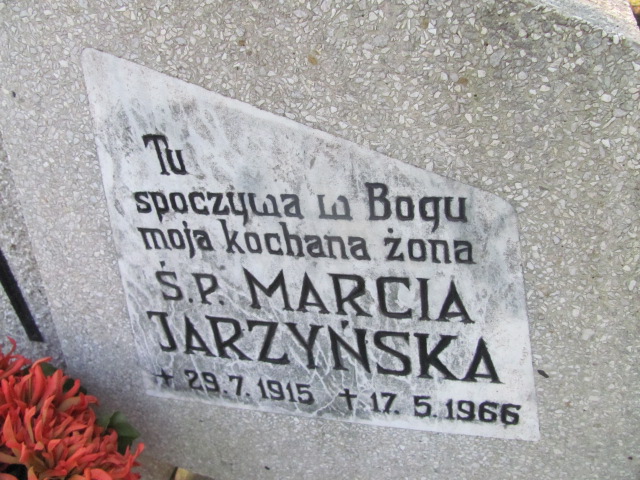 Tu
spoczywa w Bogu
moja kochana żona
Ś.P. MARCIA
JARZYŃSKA
+ 29.7.1915 + 17. 5. 1966